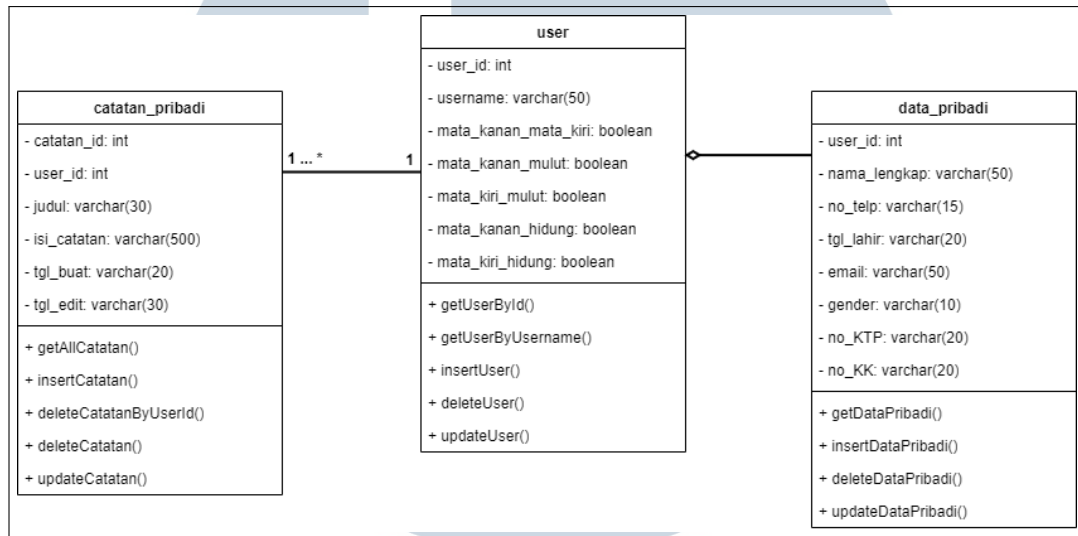 catatan_pribadi
- catatan_id: int
- user_id: int
- judul: varchar(30)
- isi_catatan: varchar(500)
- tgl_buat: varchar(20)
- tgl_edit: varchar(30)
+ getAllCatatan()
+ insertCatatan()
+ deleteCatatanByUserId()
+ deleteCatatan()
+ updateCatatan()
1 ... *
1
user
- user_id: int
- username: varchar(50)
- mata_kanan_mata_kiri: boolean
- mata_kanan_mulut: boolean
- mata_kiri_mulut: boolean
- mata_kanan_hidung: boolean
- mata_kiri_hidung: boolean
+ getUserById()
+ getUserByUsername()
+ insertUser()
+ deleteUser()
+ updateUser()
data_pribadi
- user_id: int
- nama_lengkap: varchar(50)
- no_telp: varchar(15)
- tgl_lahir: varchar(20)
- email: varchar(50)
- gender: varchar(10)
- no_KTP: varchar(20)
- no_KK: varchar(20)
+ getDataPribadi()
+ insertDataPribadi()
+ deleteDataPribadi()
+ updateDataPribadi()